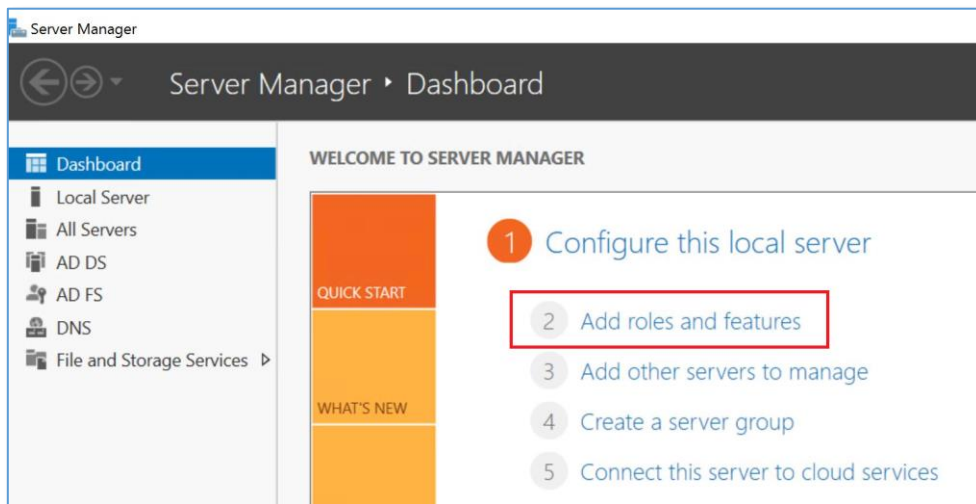 Server Manager
Server Manager ‣ Dashboard
Dashboard
Local Server
All Servers
AD DS
AD FS
DNS
File and Storage Services
WELCOME TO SERVER MANAGER
QUICK START
WHAT'S NEW
1 Configure this local server
2 Add roles and features
3 Add other servers to manage
4 Create a server group
5 Connect this server to cloud services